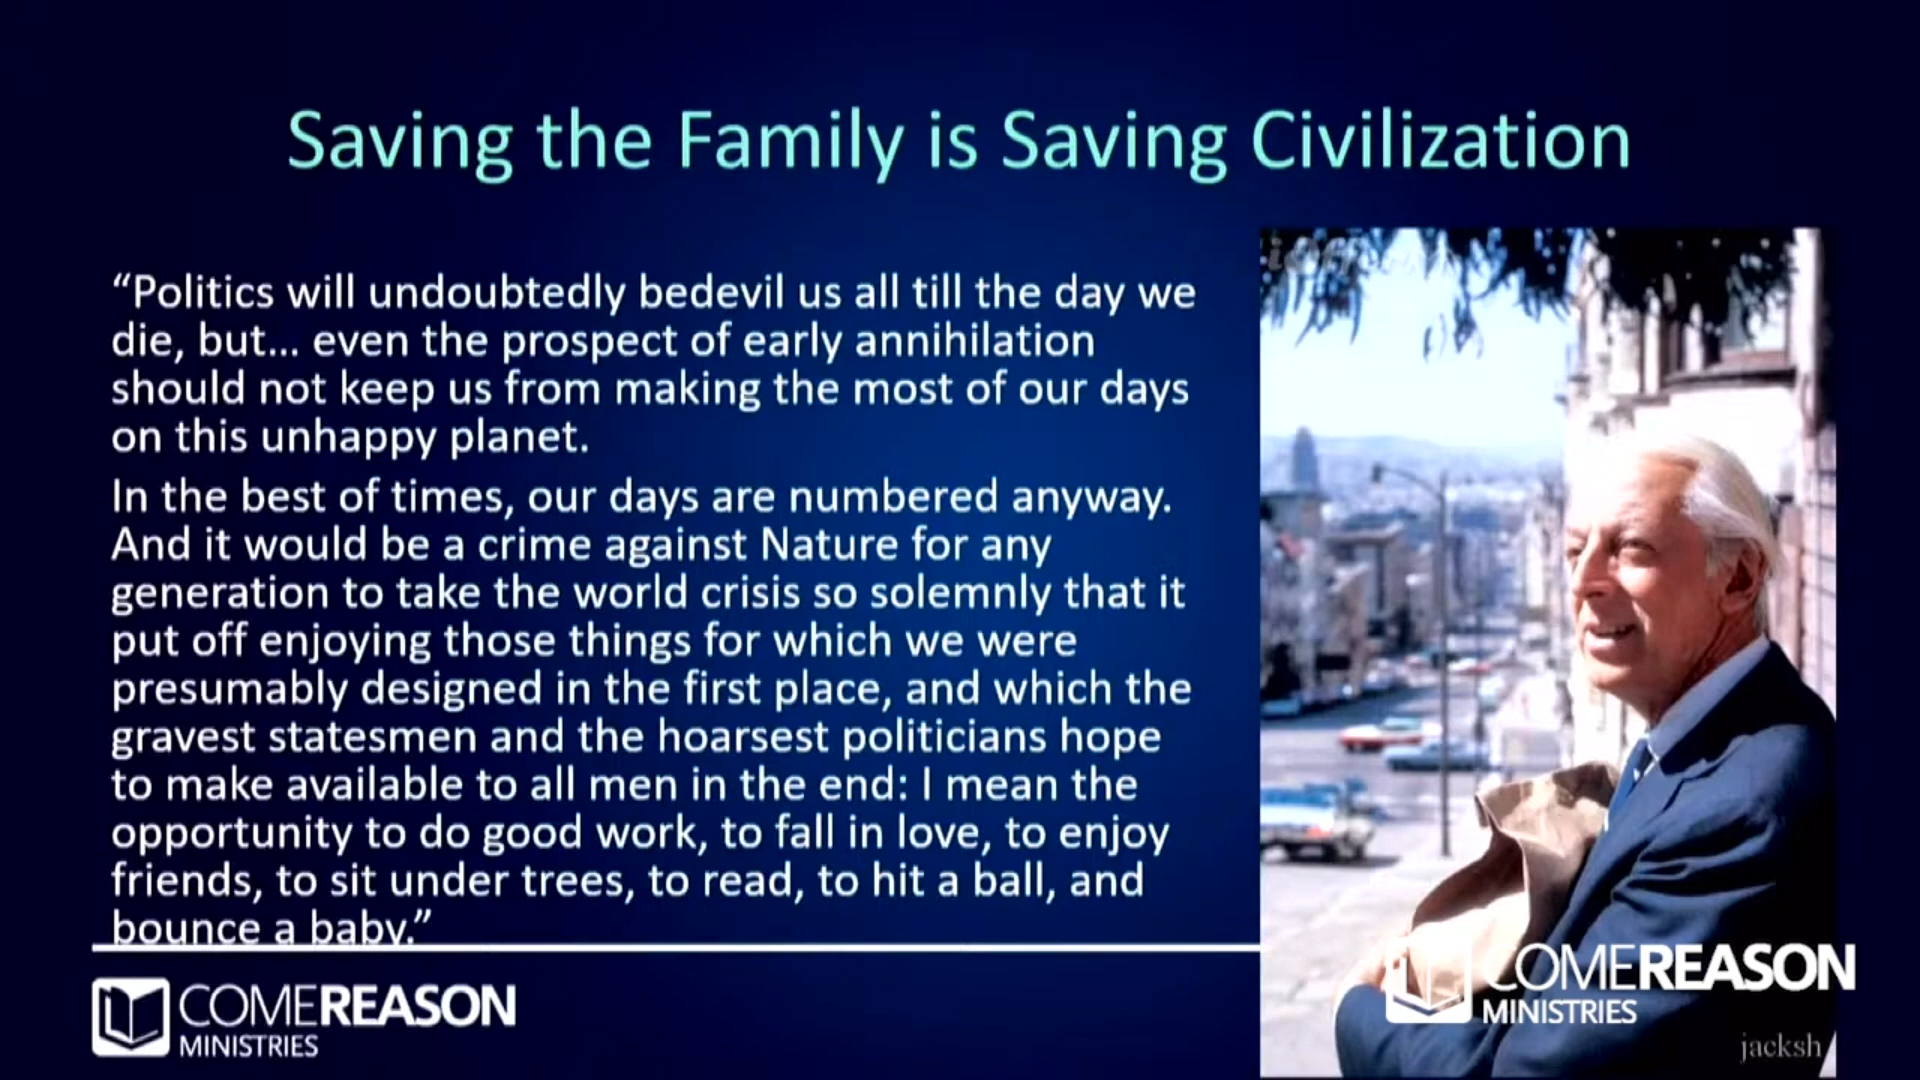 Saving the Family is Saving Civilization
“Politics will undoubtedly bedevil us all till the day we
die, but... even the prospect of early annihilation
should not keep us from making the most of our days
on this unhappy planet.
In the best of times, our days are numbered anyway.
And it would be a crime against Nature for any
generation to take the world crisis so solemnly that it
put off enjoying those things for which we were
presumably designed in the first place, and which the
gravest statesmen and the hoarsest politicians hope
to make available to all men in the end: I mean the
opportunity to do good work, to fall in love, to enjoy
friends, to sit under trees, to read, to hit a ball, and
bounce a baby.”
COMEREASON
MINISTRIES
COMEREASON
MINISTRIES
jacksh